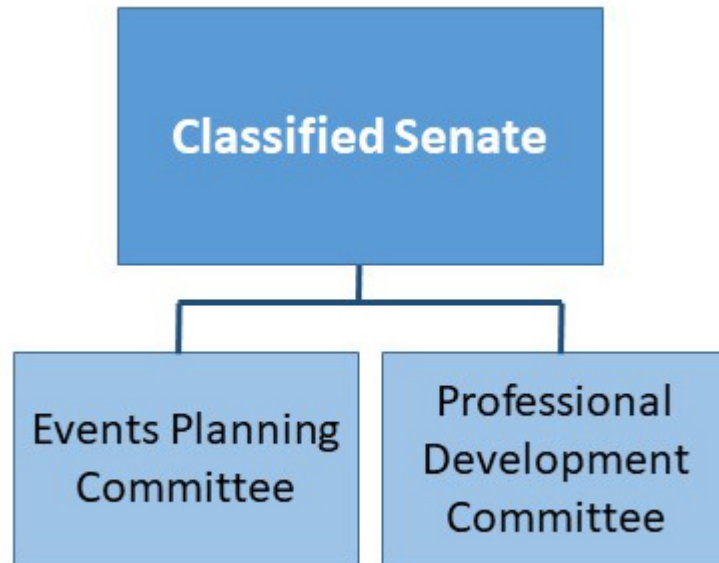 Classified Senate
Events Planning
Committee
Professional
Development
Committee